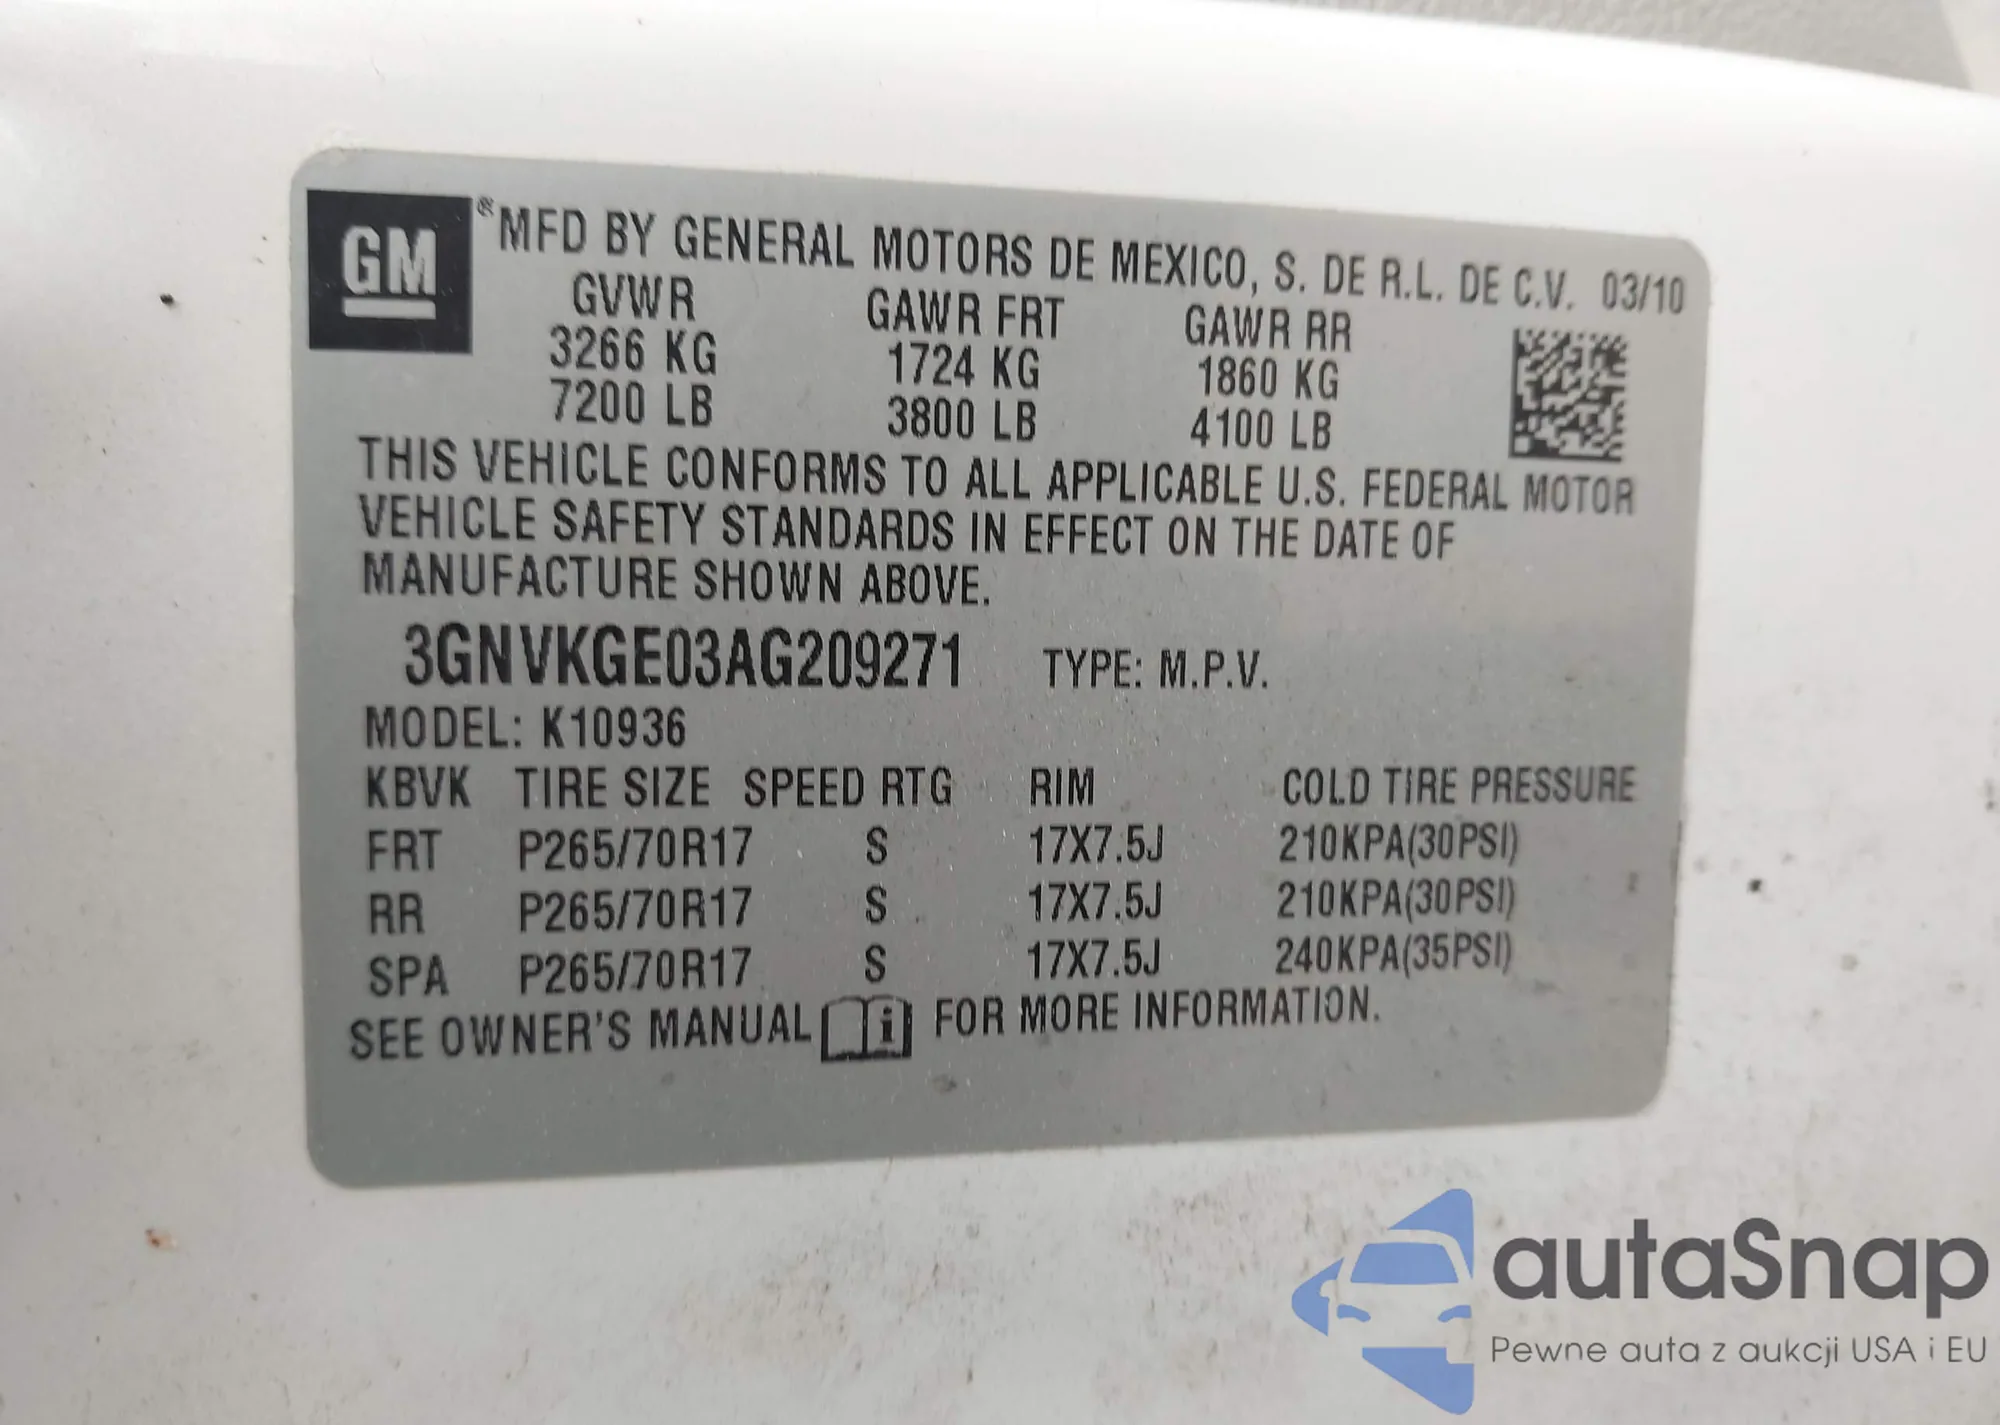 GM
® MFD BY GENERAL MOTORS DE MEXICO, S. DE R.L. DE C.V. 03/10
GVWR GAWR FRT GAWR RR
3266 KG 1724 KG 1860 KG
7200 LB 3800 LB 4100 LB
THIS VEHICLE CONFORMS TO ALL APPLICABLE U.S. FEDERAL MOTOR
VEHICLE SAFETY STANDARDS IN EFFECT ON THE DATE OF
MANUFACTURE SHOWN ABOVE.
3GNVKGE03AG209271 TYPE: M.P.V.
MODEL: K10936
KBVK TIRE SIZE SPEED RTG RIM COLD TIRE PRESSURE
FRT P265/70R17 S 17X7.5J 210KPA(30PSI)
RR P265/70R17 S 17X7.5J 210KPA(30PSI)
SPA P265/70R17 S 17X7.5J 240KPA(35PSI)
SEE OWNER'S MANUAL i FOR MORE INFORMATION.
autaSnap
Pewne auta z aukcji USA i EU